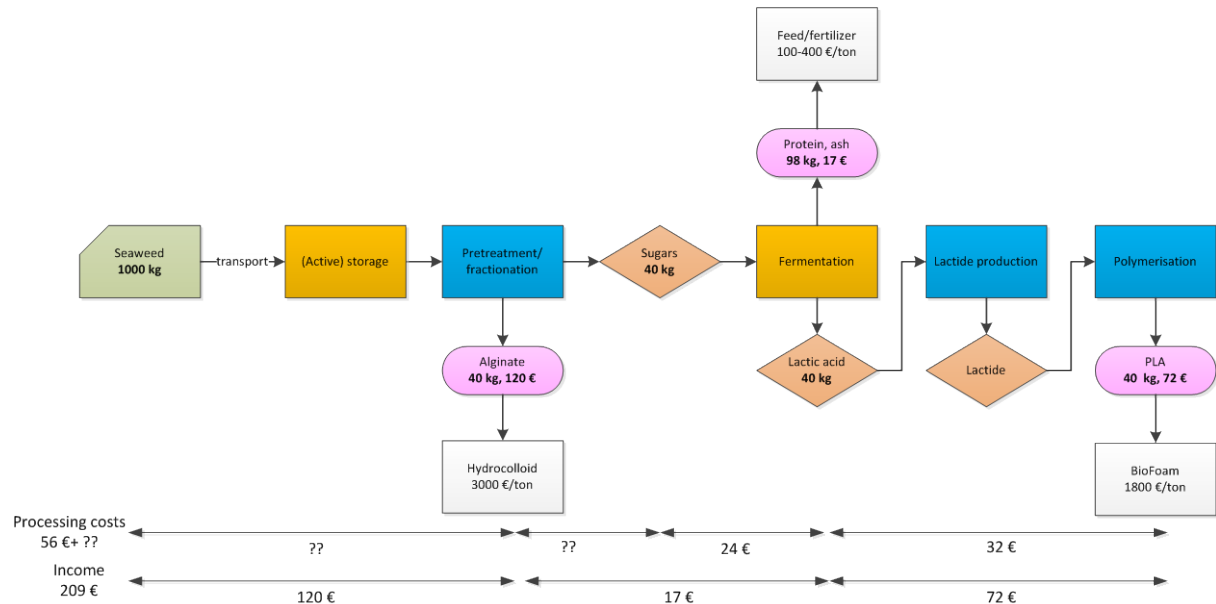 Feed/fertilizer
100-400 €/ton
Protein, ash
98 kg, 17 €
Seaweed
1000 kg
transport
(Active) storage
Pretreatment/
fractionation
Sugars
40 kg
Fermentation
Lactide production
Polymerisation
Alginate
40 kg, 120 €
Lactic acid
40 kg
Lactide
PLA
40 kg, 72 €
Hydrocolloid
3000 €/ton
BioFoam
1800 €/ton
Processing costs
56 €+ ??
??
??
24 €
32 €
Income
209 €
120 €
17 €
72 €